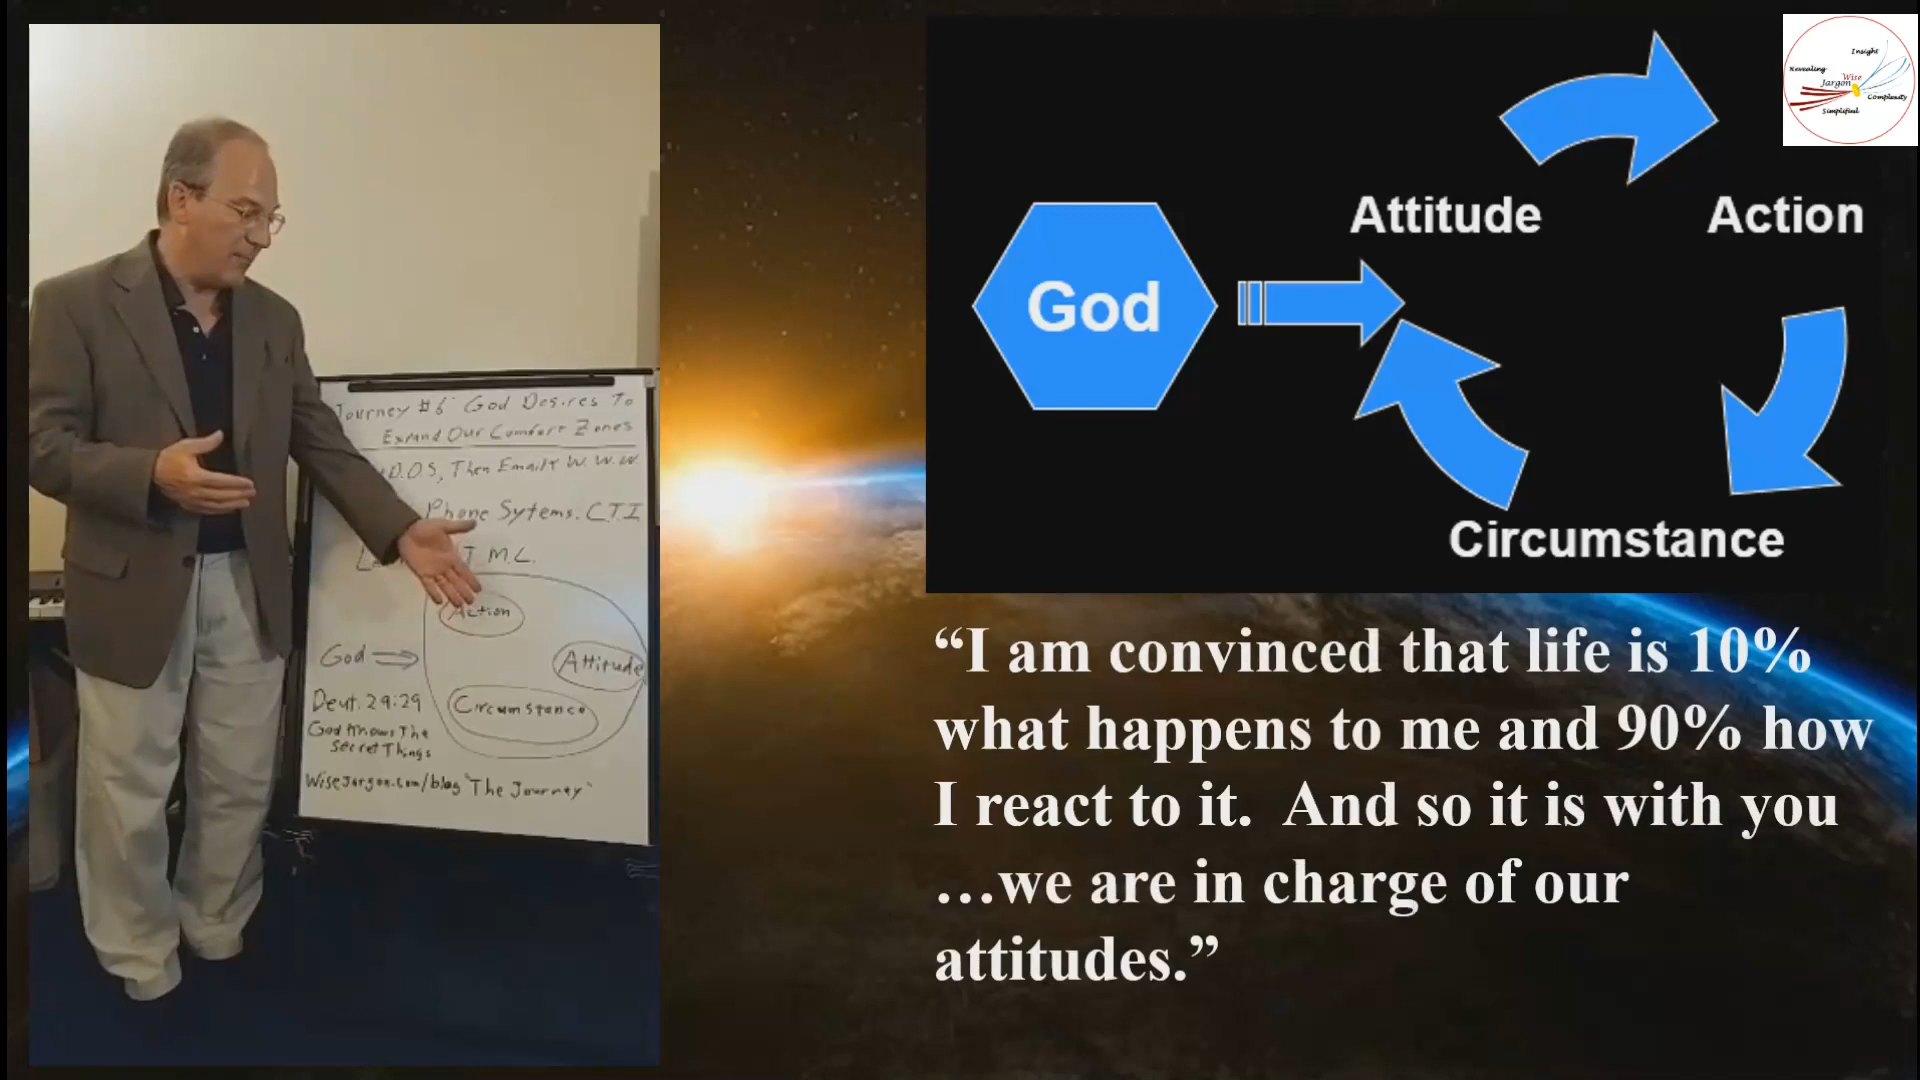 Journey #6 God Desires To
Expand Our Comfort Zones
D.O.S, Then Email & W.W.W.
Phone Sytems. C.T.I
M L.
Action
God
Attitude
Circumstance
Deut. 29:29
God Knows The
Secret Things
WiseJargon.com/blog "The Journey"
God
Attitude
Action
Circumstance
Insight
Revealing
Wise
Jargon
Complexity
Simplified
“I am convinced that life is 10%
what happens to me and 90% how
I react to it. And so it is with you
…we are in charge of our
attitudes.”